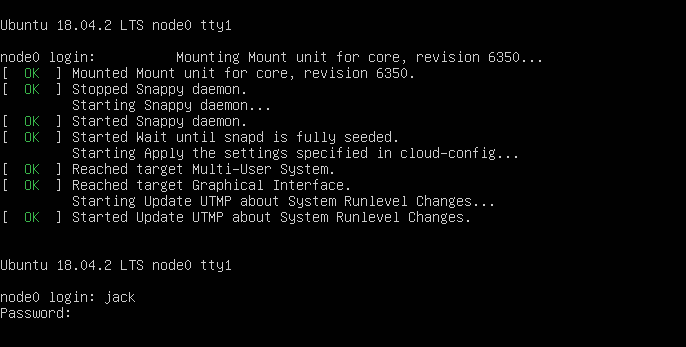 Ubuntu 18.04.2 LTS node0 tty1
node0 login:          Mounting Mount unit for core, revision 6350...
[  OK  ] Mounted Mount unit for core, revision 6350.
[  OK  ] Stopped Snappy daemon.
         Starting Snappy daemon...
[  OK  ] Started Snappy daemon.
[  OK  ] Started Wait until snapd is fully seeded.
         Starting Apply the settings specified in cloud-config...
[  OK  ] Reached target Multi-User System.
[  OK  ] Reached target Graphical Interface.
         Starting Update UTMP about System Runlevel Changes...
[  OK  ] Started Update UTMP about System Runlevel Changes.
Ubuntu 18.04.2 LTS node0 tty1
node0 login: jack
Password: